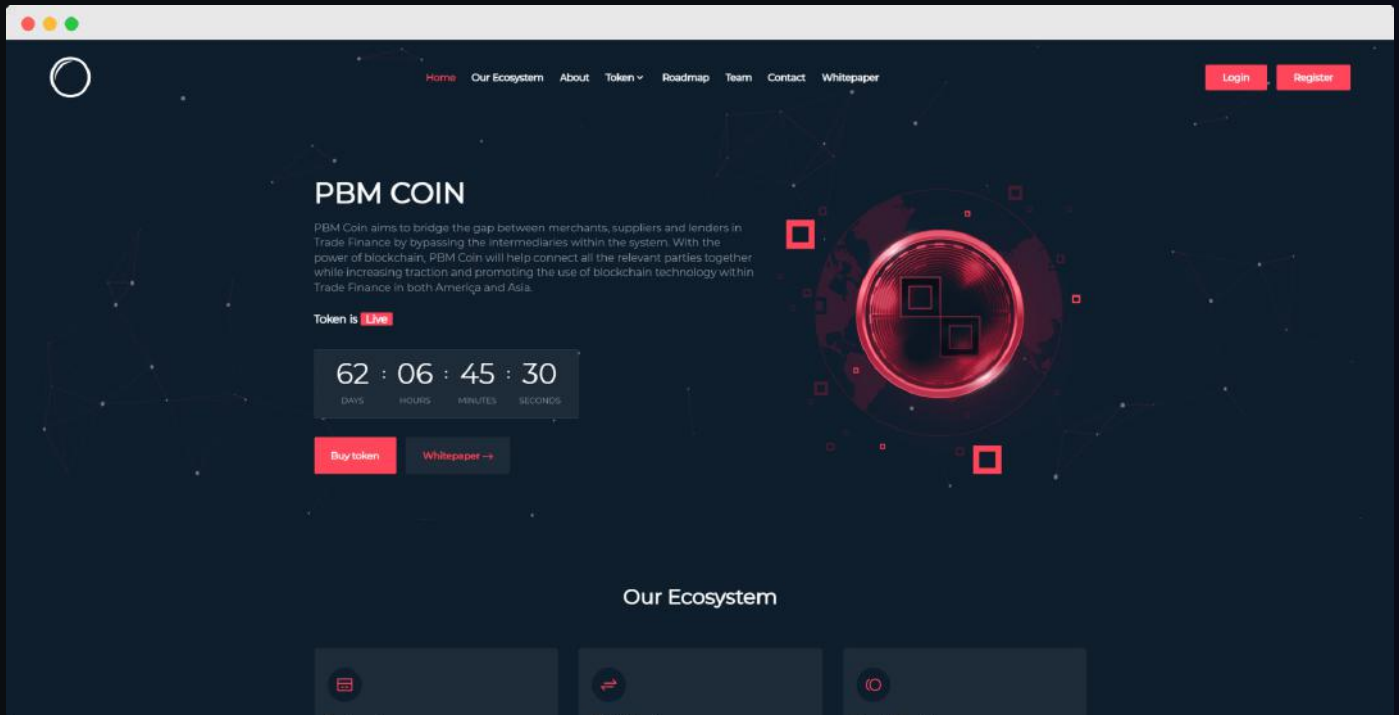 Home Our Ecosystem About Token Roadmap Team Contact Whitepaper
Login Register
PBM COIN
PBM Coin aims to bridge the gap between merchants, suppliers and lenders in
Trade Finance by bypassing the intermediaries within the system. With the
power of blockchain, PBM Coin will help connect all the relevant parties together
while increasing traction and promoting the use of blockchain technology within
Trade Finance in both America and Asia.
Token is Live
62 : 06 : 45 : 30
DAYS HOURS MINUTES SECONDS
Buy token Whitepaper →
Our Ecosystem